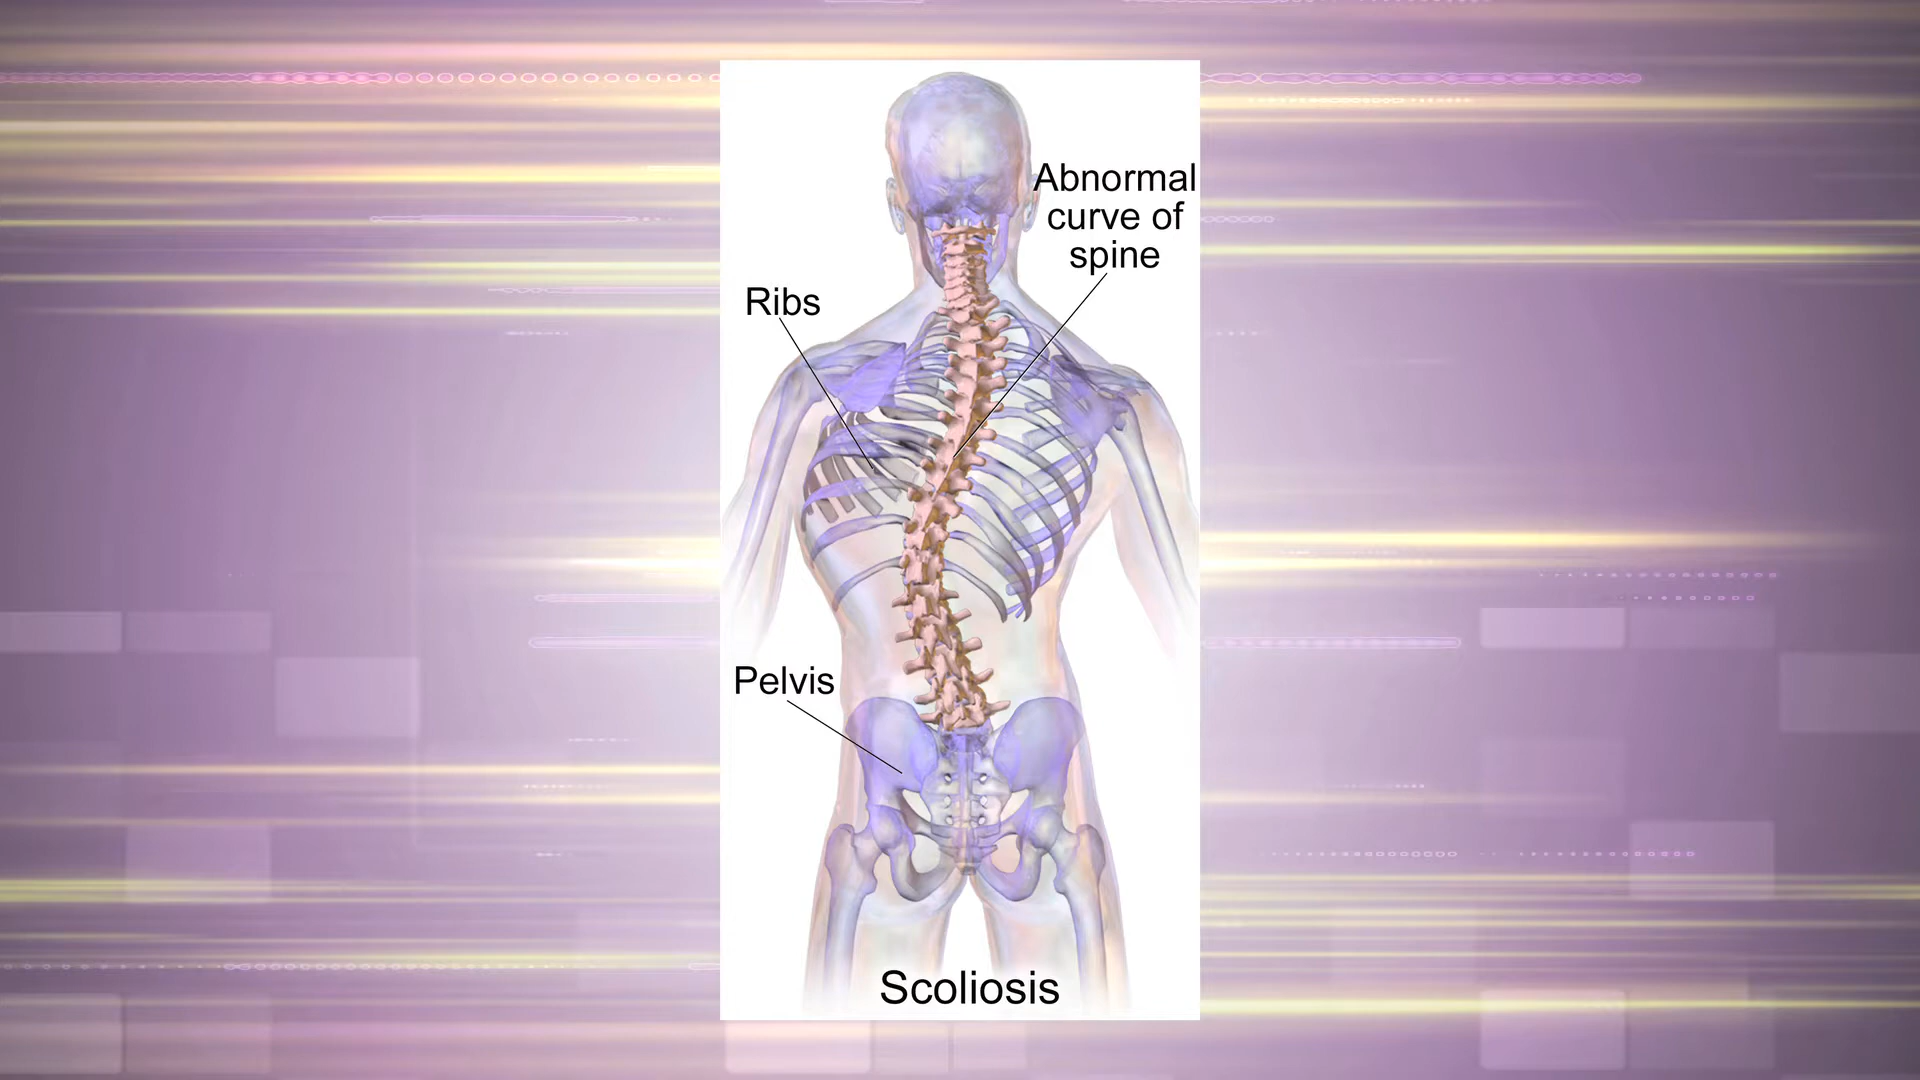 Abnormal
curve of
spine
Ribs
Pelvis
Scoliosis